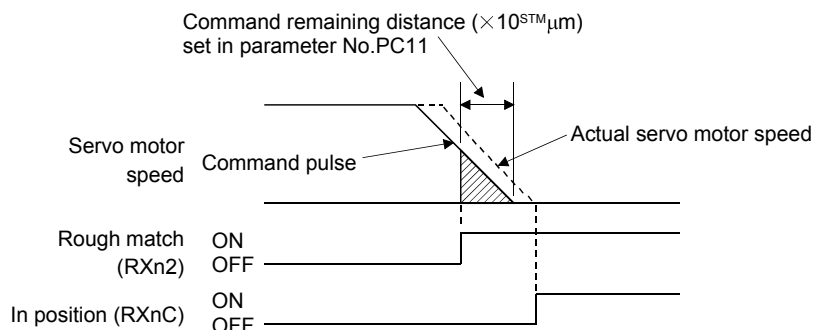 Command remaining distance (×10STMμm)
set in parameter No.PC11
Servo motor
speed
Command pulse
Actual servo motor speed
Rough match
(RXn2)
ON
OFF
In position (RXnC)
ON
OFF